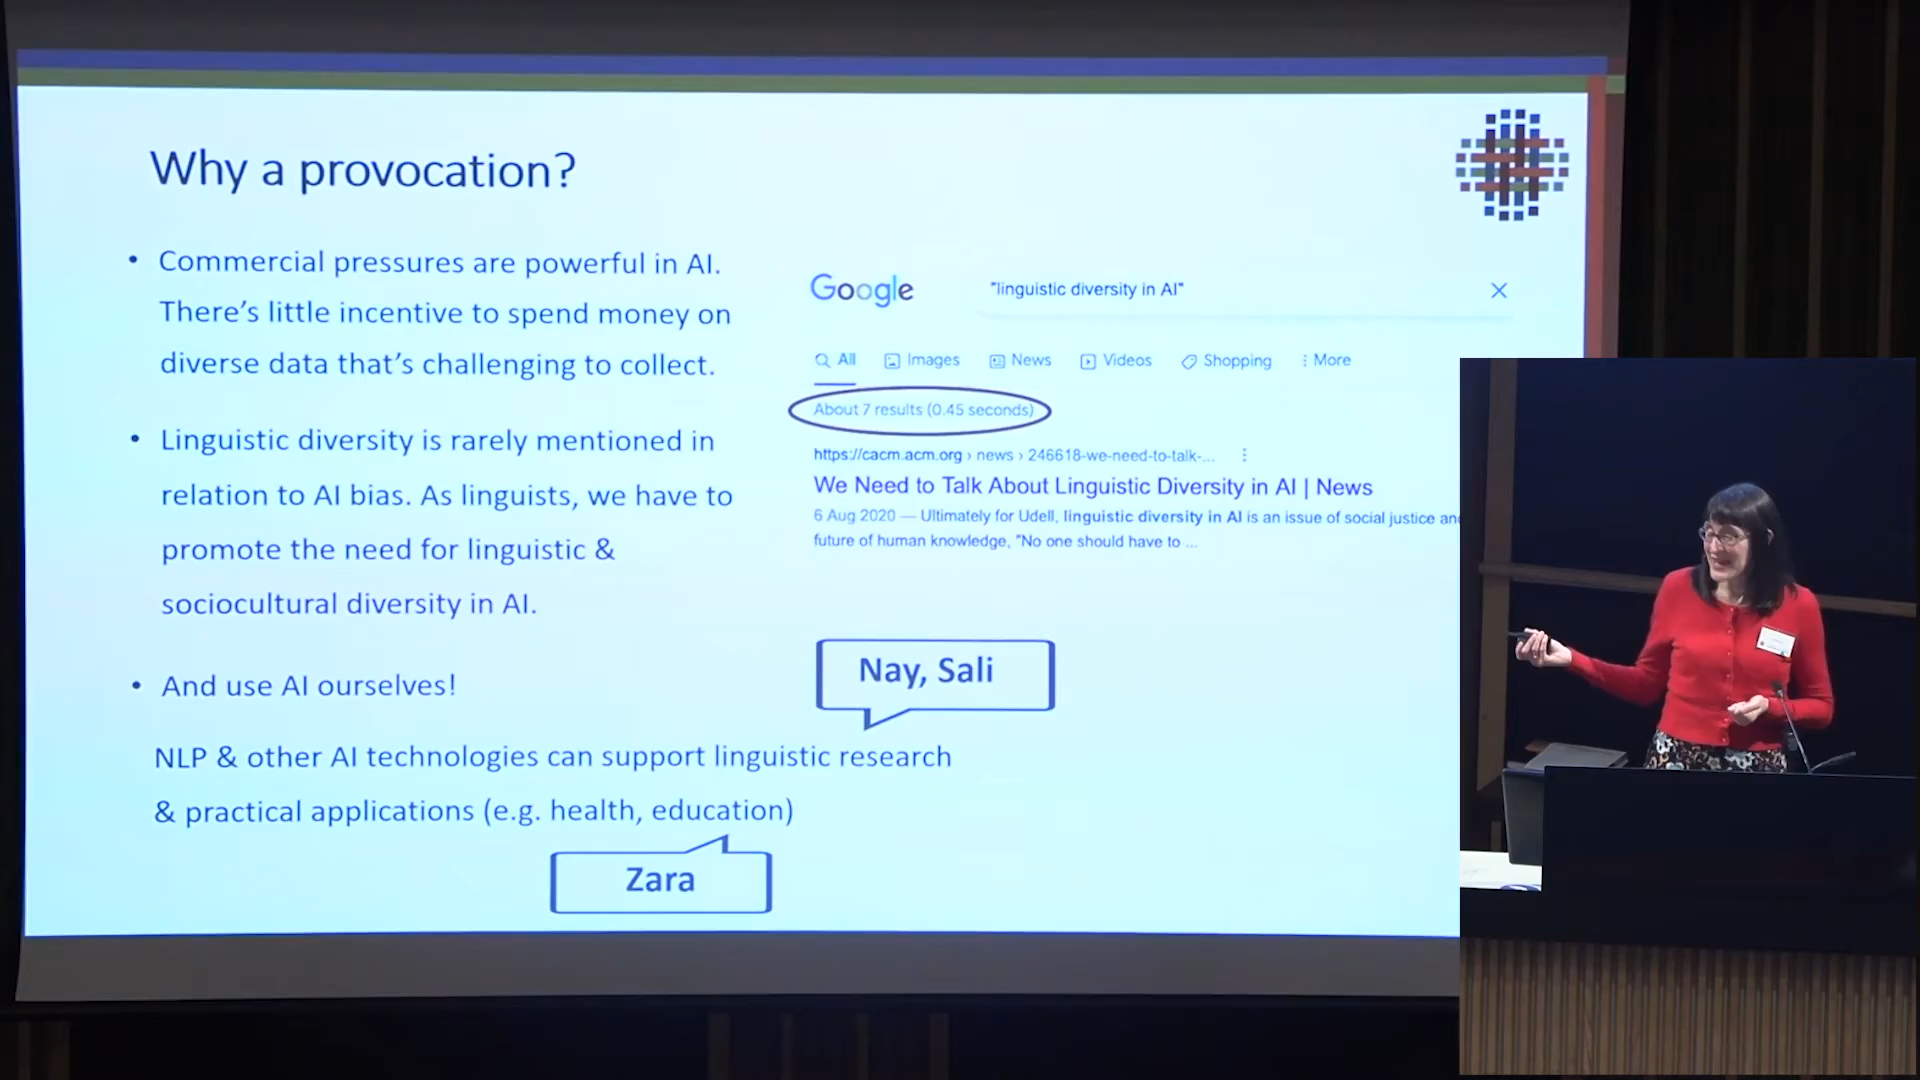 Why a provocation?
• Commercial pressures are powerful in AI.
There's little incentive to spend money on
diverse data that's challenging to collect.
• Linguistic diversity is rarely mentioned in
relation to AI bias. As linguists, we have to
promote the need for linguistic &
sociocultural diversity in AI.
• And use AI ourselves!
NLP & other AI technologies can support linguistic research
& practical applications (e.g. health, education)
Google
"linguistic diversity in AI"
All Images News Videos Shopping More
About 7 results (0.45 seconds)
https://cacm.acm.org › news › 246618-we-need-to-talk-...
We Need to Talk About Linguistic Diversity in AI | News
6 Aug 2020 — Ultimately for Udell, linguistic diversity in AI is an issue of social justice and
future of human knowledge, "No one should have to ...
Nay, Sali
Zara